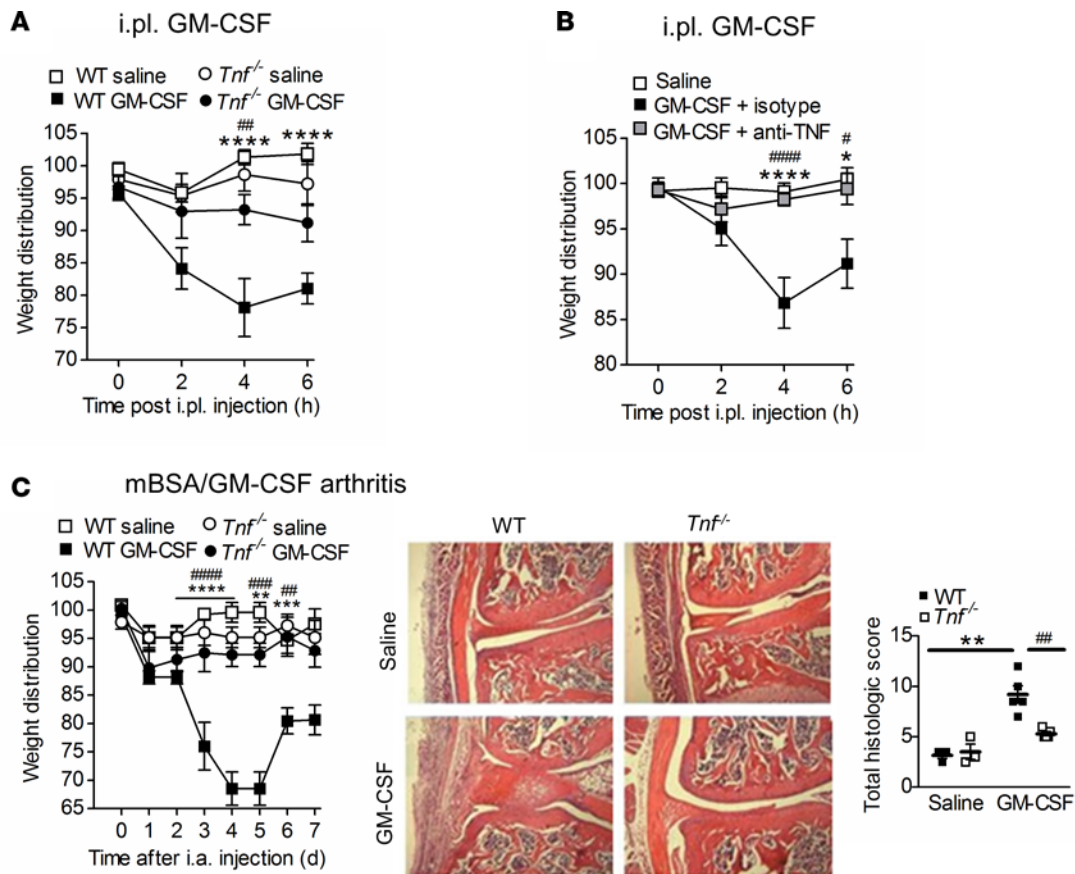 A
i.pl. GM-CSF
WT saline
Tnf-/- saline
WT GM-CSF
Tnf-/- GM-CSF
##
**** ****
105
100
95
90
85
80
75
70
Weight distribution
0 2 4 6
Time post i.pl. injection (h)
B
i.pl. GM-CSF
Saline
GM-CSF + isotype
GM-CSF + anti-TNF
#### #
**** *
105
100
95
90
85
80
Weight distribution
0 2 4 6
Time post i.pl. injection (h)
C
mBSA/GM-CSF arthritis
WT saline
Tnf-/- saline
WT GM-CSF
Tnf-/- GM-CSF
#### ### ##
**** ** ***
105
100
95
90
85
80
75
70
65
Weight distribution
0 1 2 3 4 5 6 7
Time after i.a. injection (d)
WT
Tnf-/-
Saline
GM-CSF
WT
Tnf-/-
** ##
15
10
5
0
Total histologic score
Saline GM-CSF